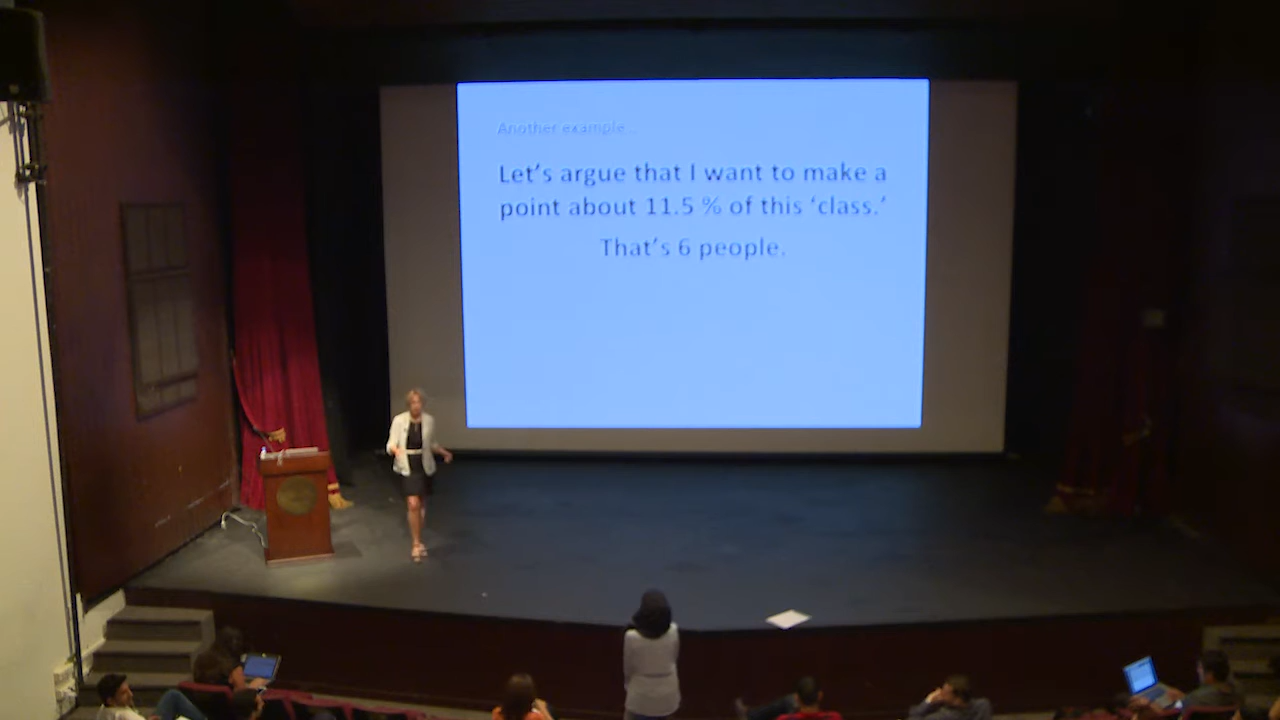 Another example...
Let's argue that I want to make a
point about 11.5 % of this 'class.'
That's 6 people.